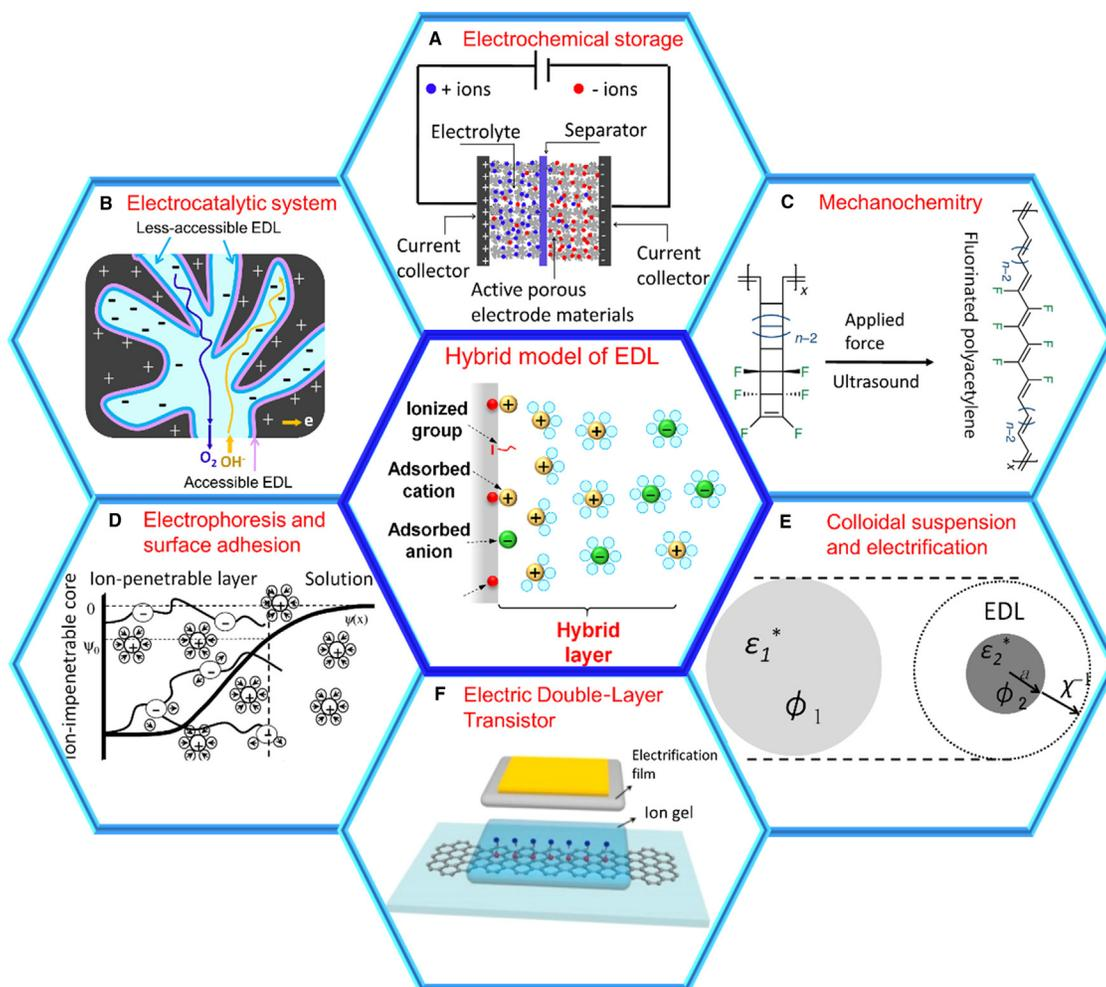 A Electrochemical storage
+ ions
- ions
Electrolyte
Separator
Current
collector
Current
collector
Active porous
electrode materials
B Electrocatalytic system
Less-accessible EDL
e
O2 OH-
Accessible EDL
C Mechanochemitry
x
n-2
F F
F F
F F
Applied
force
Ultrasound
Fluorinated polyacetylene
n-2
F
F
F
F
F
F
n-2
x
Hybrid model of EDL
Ionized
group
Adsorbed
cation
Adsorbed
anion
Hybrid
layer
D Electrophoresis and
surface adhesion
Ion-penetrable layer
Solution
Ion-impenetrable core
0
ψ0
ψ(x)
E Colloidal suspension
and electrification
ε1*
ϕ1
EDL
ε2*
a
ϕ2
χ-1
F Electric Double-Layer
Transistor
Electrification
film
Ion gel